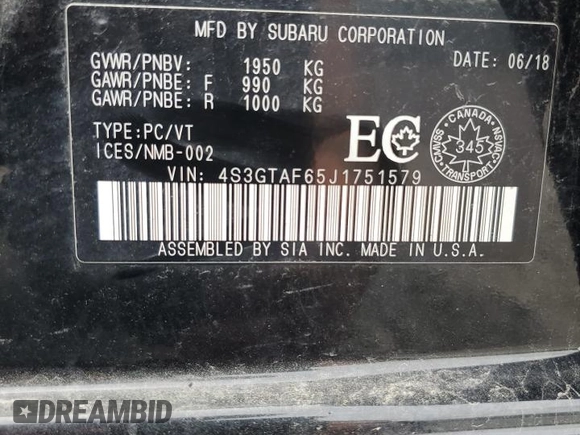 MFD BY SUBARU CORPORATION
GVWR/PNBV: 1950 KG DATE: 06/18
GAWR/PNBE: F 990 KG
GAWR/PNBE: R 1000 KG
TYPE:PC/VT
ICES/NMB-002
EC
CANADA
CMVSS 345 NSVAC
TRANSPORT
VIN: 4S3GTAF65J1751579
ASSEMBLED BY SIA INC. MADE IN U.S.A.
DREAMBID